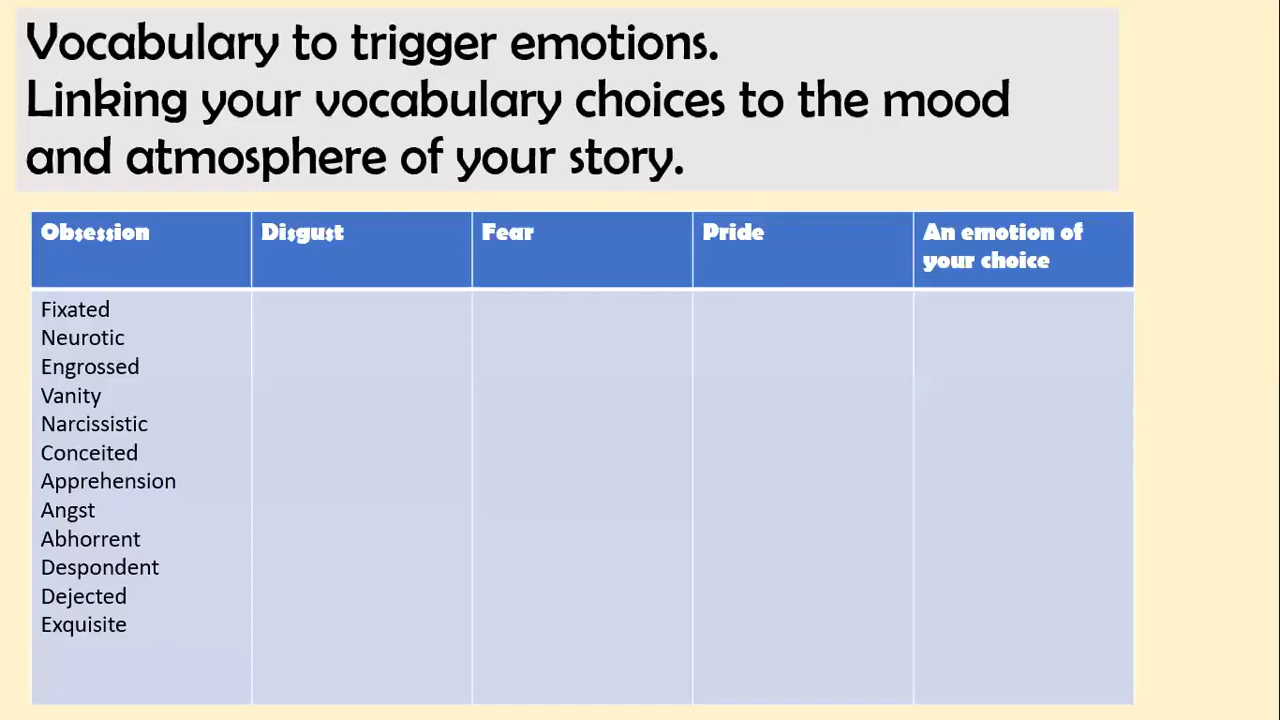 Vocabulary to trigger emotions.
Linking your vocabulary choices to the mood
and atmosphere of your story.
Obsession
Disgust
Fear
Pride
An emotion of
your choice
Fixated
Neurotic
Engrossed
Vanity
Narcissistic
Conceited
Apprehension
Angst
Abhorrent
Despondent
Dejected
Exquisite